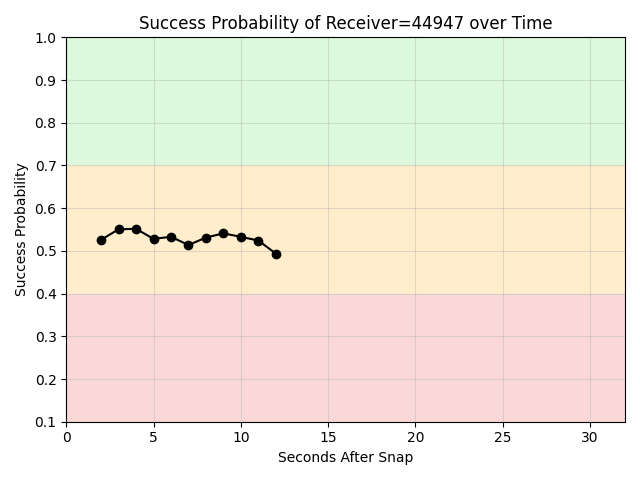 Success Probability of Receiver=44947 over Time
1.0
0.9
0.8
0.7
0.6
0.5
0.4
0.3
0.2
0.1
Success Probability
0 5 10 15 20 25 30
Seconds After Snap